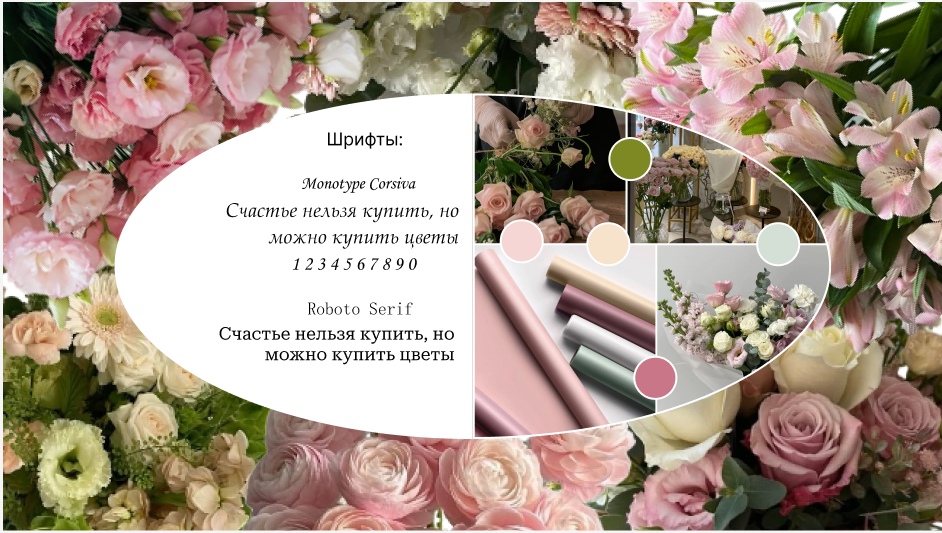 Шрифты:
Monotype Corsiva
Счастье нельзя купить, но
можно купить цветы
1 2 3 4 5 6 7 8 9 0
Roboto Serif
Счастье нельзя купить, но
можно купить цветы